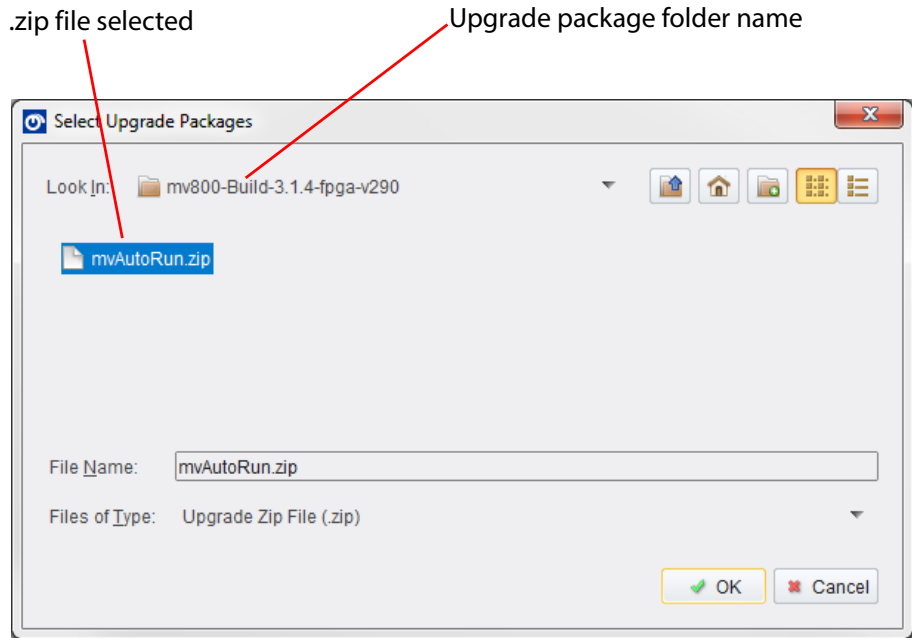 .zip file selected
Upgrade package folder name
Select Upgrade Packages
Look In: mv800-Build-3.1.4-fpga-v290
mvAutoRun.zip
File Name: mvAutoRun.zip
Files of Type: Upgrade Zip File (.zip)
OK Cancel